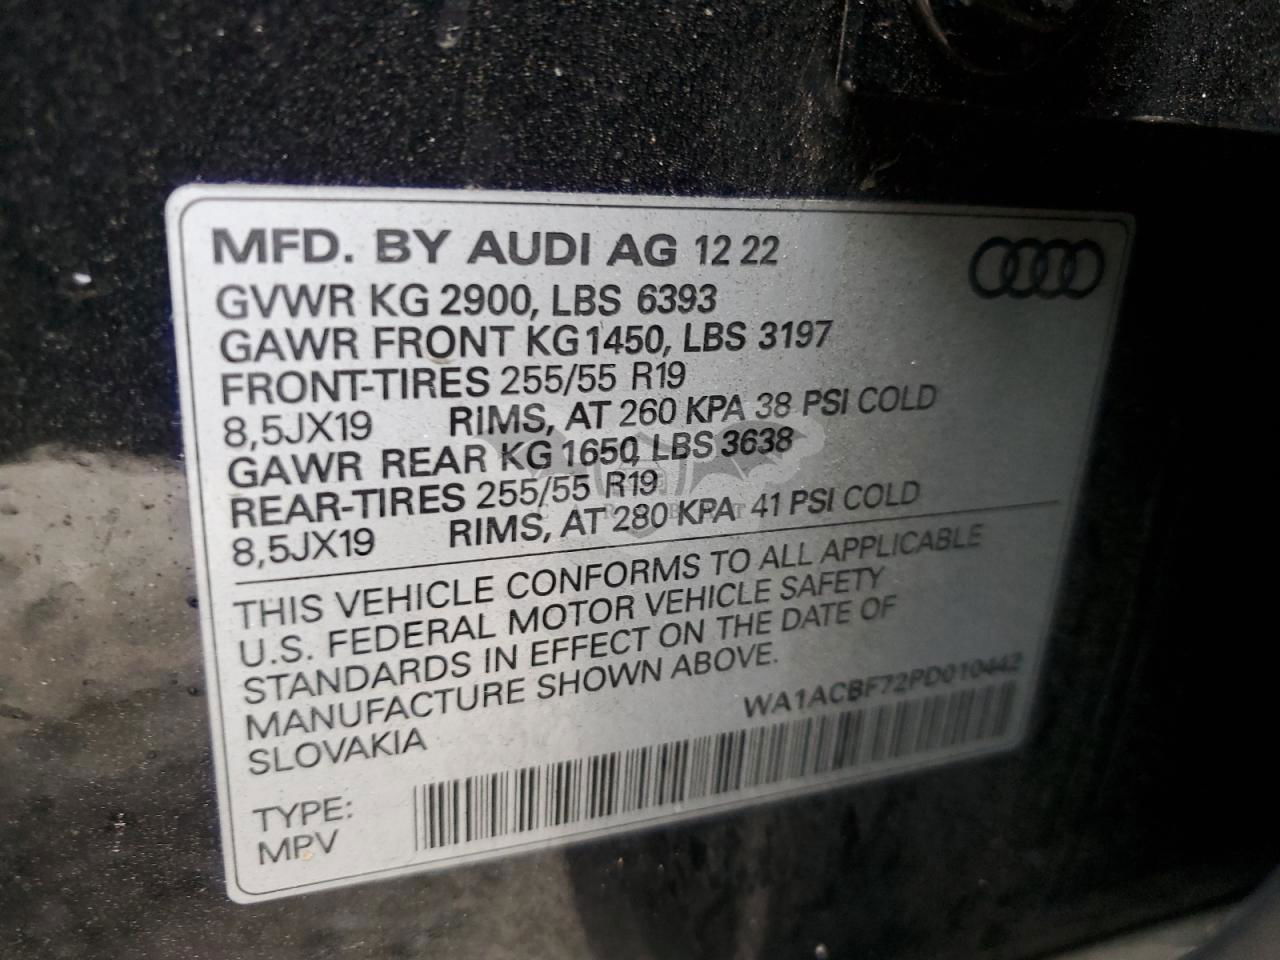 MFD. BY AUDI AG 12 22
GVWR KG 2900, LBS 6393
GAWR FRONT KG 1450, LBS 3197
FRONT-TIRES 255/55 R19
8,5JX19 RIMS, AT 260 KPA 38 PSI COLD
GAWR REAR KG 1650, LBS 3638
REAR-TIRES 255/55 R19
8,5JX19 RIMS, AT 280 KPA 41 PSI COLD
THIS VEHICLE CONFORMS TO ALL APPLICABLE
U.S. FEDERAL MOTOR VEHICLE SAFETY
STANDARDS IN EFFECT ON THE DATE OF
MANUFACTURE SHOWN ABOVE.
SLOVAKIA
WA1ACBF72PD010442
TYPE:
MPV